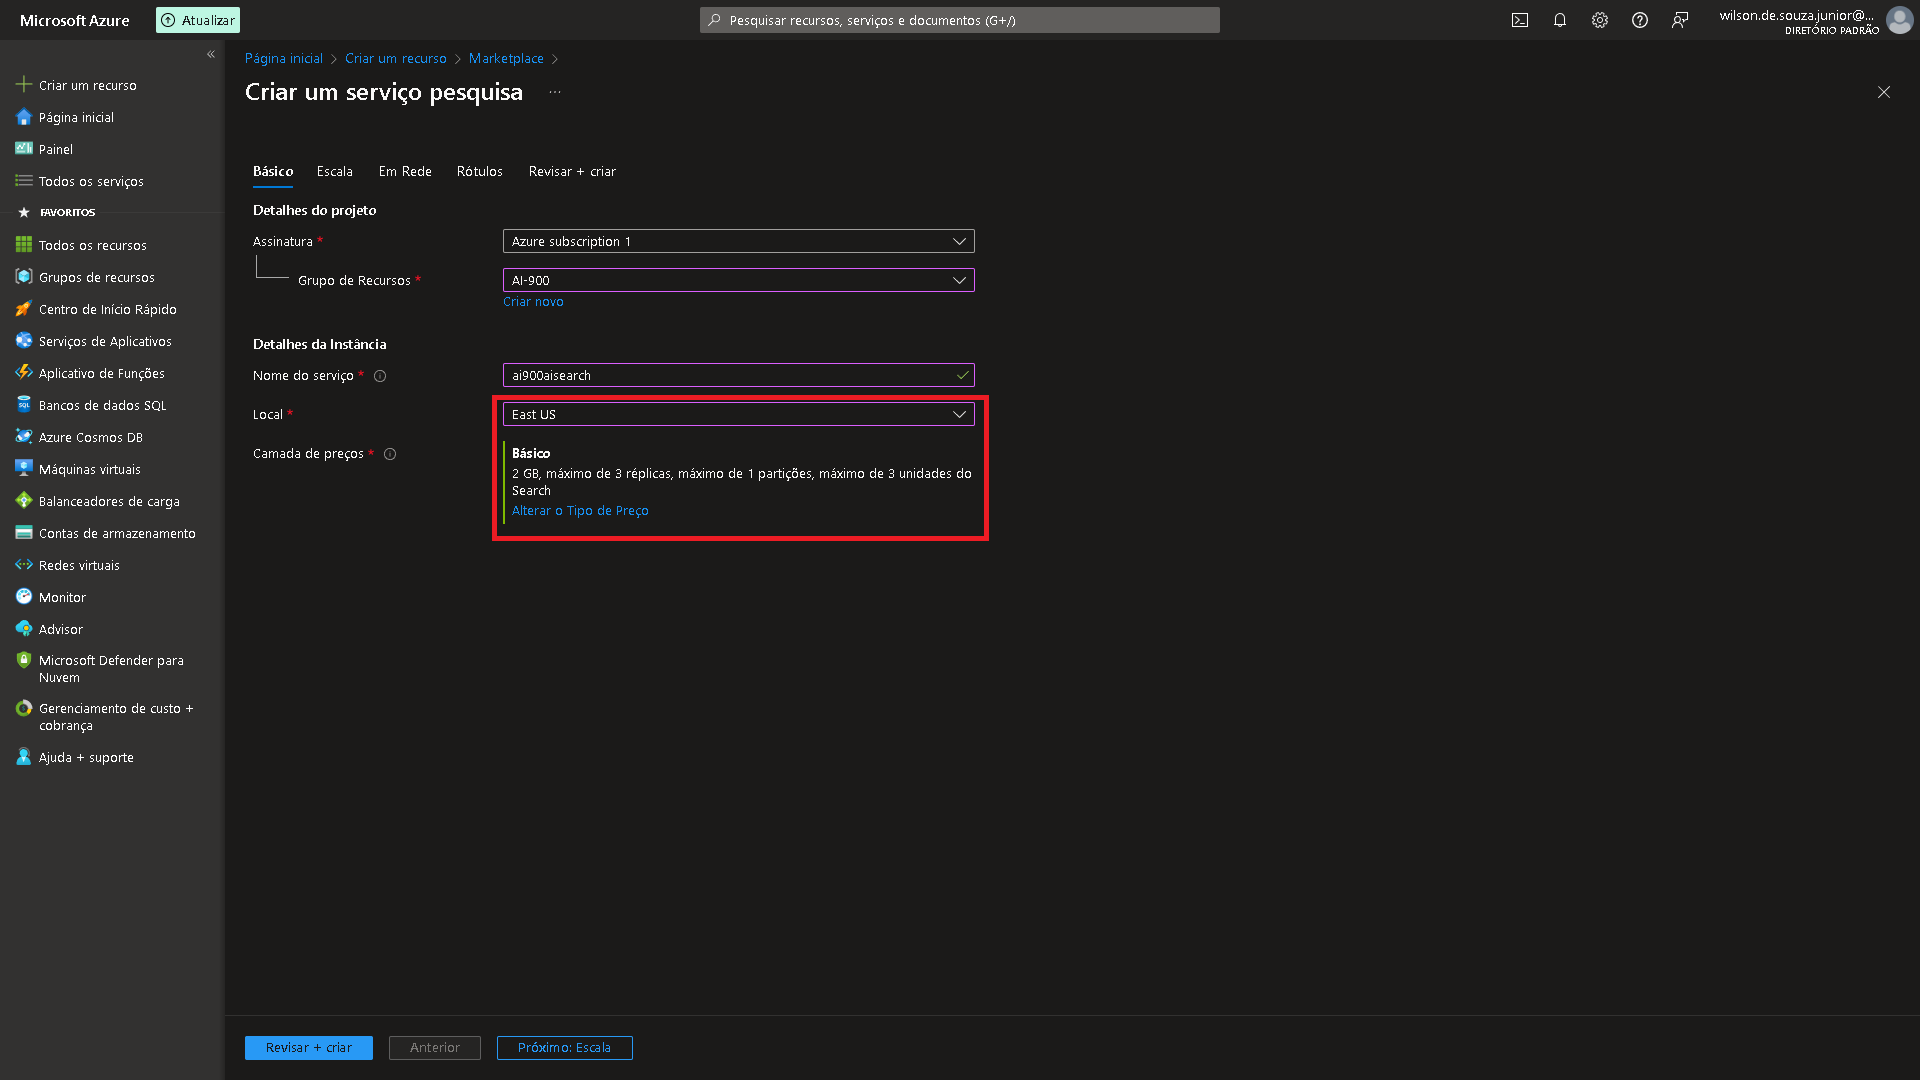 Microsoft Azure
Atualizar
Pesquisar recursos, serviços e documentos (G+/)
wilson.de.souza.junior@...
DIRETÓRIO PADRÃO
«
Criar um recurso
Página inicial
Painel
Todos os serviços
FAVORITOS
Todos os recursos
Grupos de recursos
Centro de Início Rápido
Serviços de Aplicativos
Aplicativo de Funções
Bancos de dados SQL
Azure Cosmos DB
Máquinas virtuais
Balanceadores de carga
Contas de armazenamento
Redes virtuais
Monitor
Advisor
Microsoft Defender para
Nuvem
Gerenciamento de custo +
cobrança
Ajuda + suporte
Página inicial > Criar um recurso > Marketplace >
Criar um serviço pesquisa ...
Básico Escala Em Rede Rótulos Revisar + criar
Detalhes do projeto
Assinatura *
Azure subscription 1
Grupo de Recursos *
AI-900
Criar novo
Detalhes da Instância
Nome do serviço *
ai900aisearch
Local *
East US
Camada de preços *
Básico
2 GB, máximo de 3 réplicas, máximo de 1 partições, máximo de 3 unidades do
Search
Alterar o Tipo de Preço
Revisar + criar
Anterior
Próximo: Escala